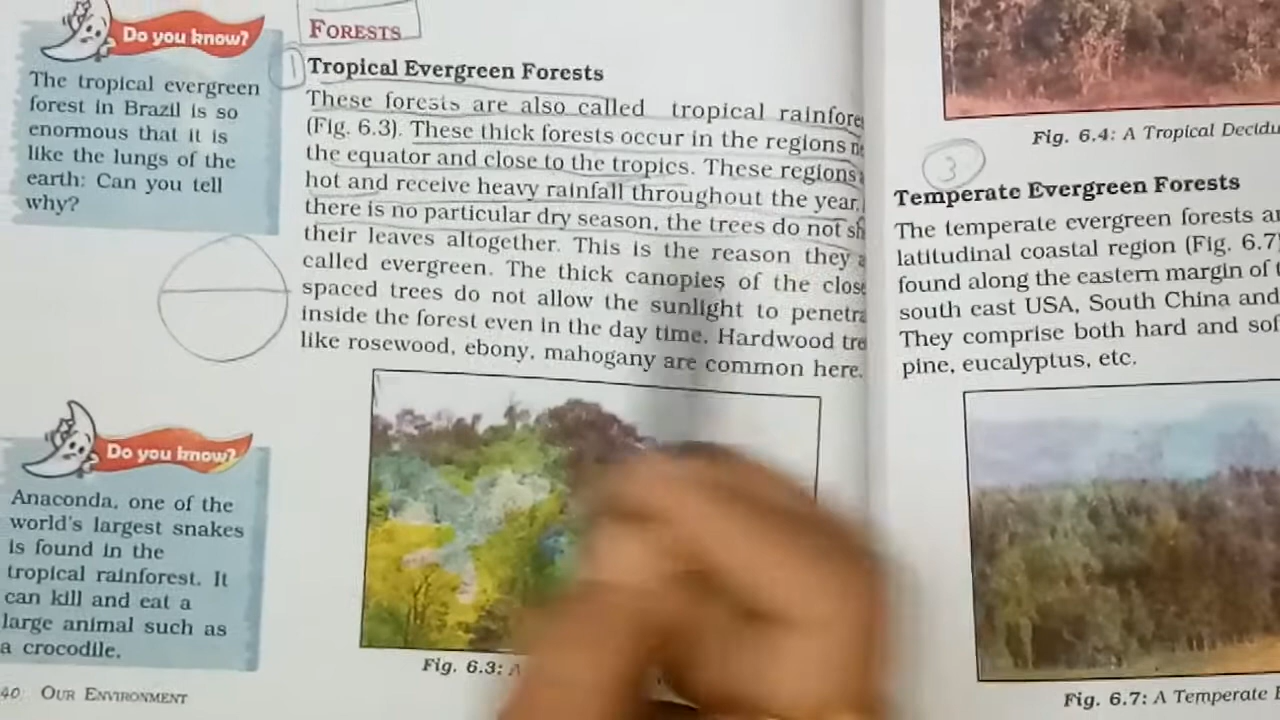 Do you know?
The tropical evergreen
forest in Brazil is so
enormous that it is
like the lungs of the
earth: Can you tell
why?
Do you know?
Anaconda, one of the
world's largest snakes
is found in the
tropical rainforest. It
can kill and eat a
large animal such as
a crocodile.
40 OUR ENVIRONMENT
FORESTS
1 Tropical Evergreen Forests
These forests are also called tropical rainfore
(Fig. 6.3). These thick forests occur in the regions n
the equator and close to the tropics. These regions
hot and receive heavy rainfall throughout the year.
there is no particular dry season, the trees do not sh
their leaves altogether. This is the reason they a
called evergreen. The thick canopies of the close
spaced trees do not allow the sunlight to penetra
inside the forest even in the day time. Hardwood tre
like rosewood, ebony, mahogany are common here.
Fig. 6.3: A
Fig. 6.4: A Tropical Decidu
3
Temperate Evergreen Forests
The temperate evergreen forests ar
latitudinal coastal region (Fig. 6.7
found along the eastern margin of t
south east USA, South China and
They comprise both hard and sof
pine, eucalyptus, etc.
Fig. 6.7: A Temperate E